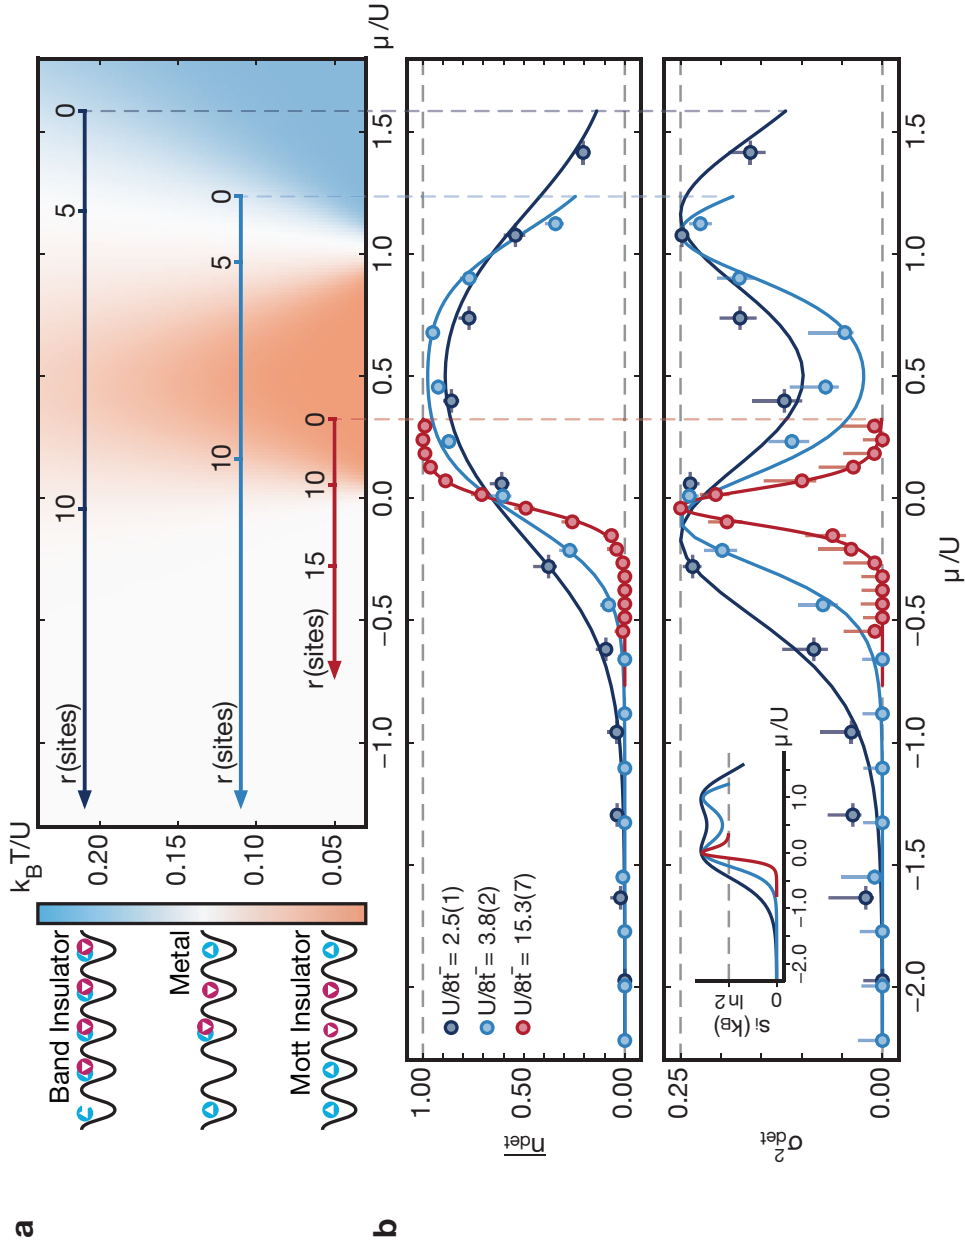 a
Band Insulator
Metal
Mott Insulator
k_BT/U
0.20
0.15
0.10
0.05
r (sites)
10
5
0
r (sites)
10
5
0
r (sites)
15
10
0
μ/U
b
n_det
1.00
0.50
0.00
U/8t̄ = 2.5(1)
U/8t̄ = 3.8(2)
U/8t̄ = 15.3(7)
−1.0
−0.5
0.0
0.5
1.0
1.5
σ²_det
0.25
0.00
s_i (k_B)
ln2
0
−2.0
−1.0
0.0
1.0
μ/U
−2.0
−1.5
−1.0
−0.5
0.0
0.5
1.0
1.5
μ/U